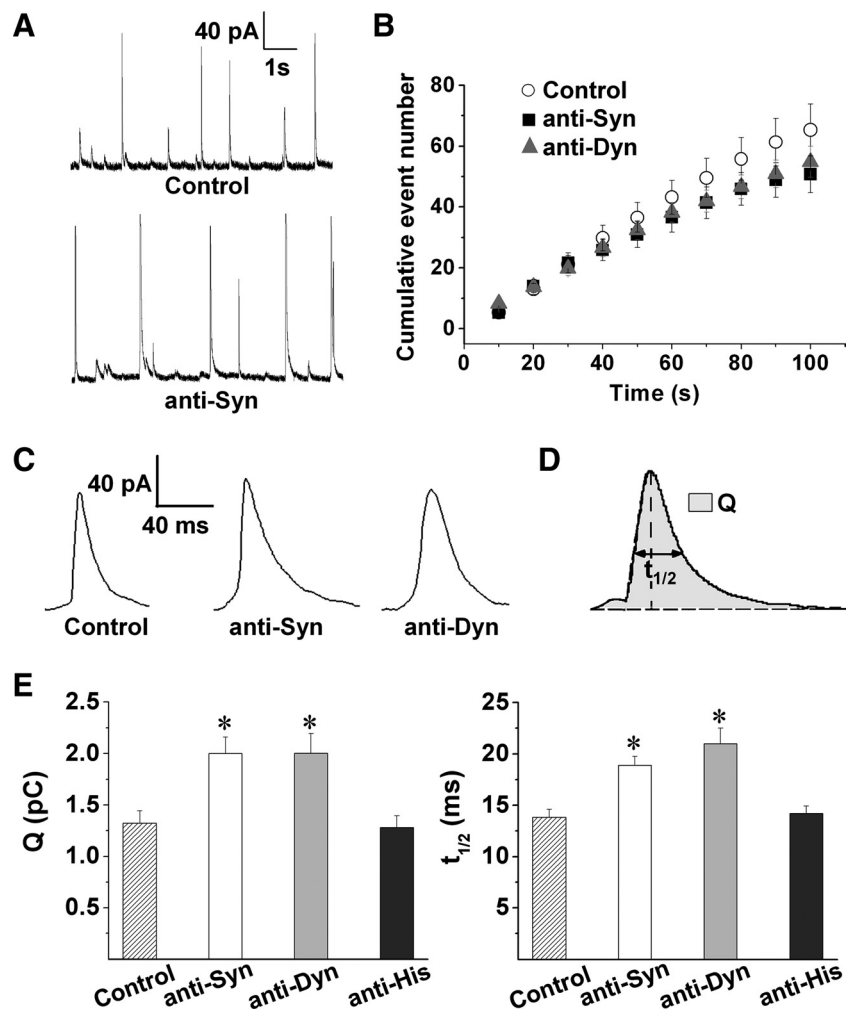 A
40 pA
1s
Control
anti-Syn
B
Control
anti-Syn
anti-Dyn
Cumulative event number
80
60
40
20
0
0 20 40 60 80 100
Time (s)
C
40 pA
40 ms
Control
anti-Syn
anti-Dyn
D
Q
t1/2
E
Q (pC)
2.5
2.0
1.5
1.0
0.5
* *
Control
anti-Syn
anti-Dyn
anti-His
t1/2 (ms)
25
20
15
10
5
* *
Control
anti-Syn
anti-Dyn
anti-His